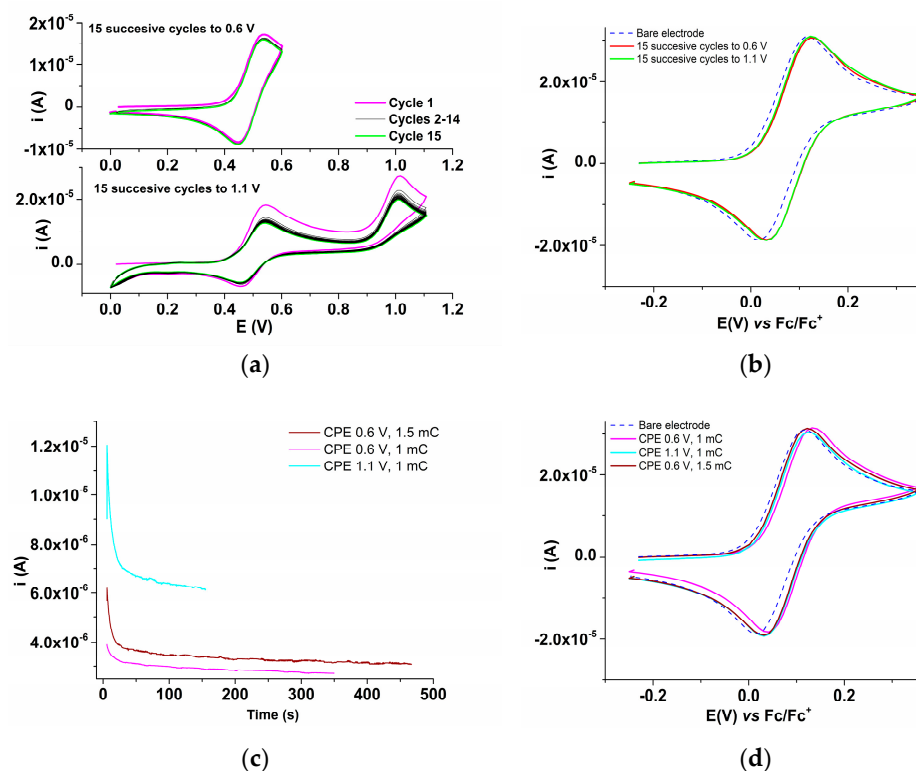 15 succesive cycles to 0.6 V
2x10⁻⁵
1x10⁻⁵
0
-1x10⁻⁵
i (A)
Cycle 1
Cycles 2-14
Cycle 15
0.0 0.2 0.4 0.6 0.8 1.0 1.2
15 succesive cycles to 1.1 V
2.0x10⁻⁵
0.0
i (A)
0.0 0.2 0.4 0.6 0.8 1.0 1.2
E (V)
(a)
Bare electrode
15 succesive cycles to 0.6 V
15 succesive cycles to 1.1 V
2.0x10⁻⁵
0.0
-2.0x10⁻⁵
i (A)
-0.2 0.0 0.2
E(V) vs Fc/Fc⁺
(b)
CPE 0.6 V, 1.5 mC
CPE 0.6 V, 1 mC
CPE 1.1 V, 1 mC
1.2x10⁻⁵
1.0x10⁻⁵
8.0x10⁻⁶
6.0x10⁻⁶
4.0x10⁻⁶
i (A)
0 100 200 300 400 500
Time (s)
(c)
Bare electrode
CPE 0.6 V, 1 mC
CPE 1.1 V, 1 mC
CPE 0.6 V, 1.5 mC
2.0x10⁻⁵
0.0
-2.0x10⁻⁵
i (A)
-0.2 0.0 0.2
E(V) vs Fc/Fc⁺
(d)